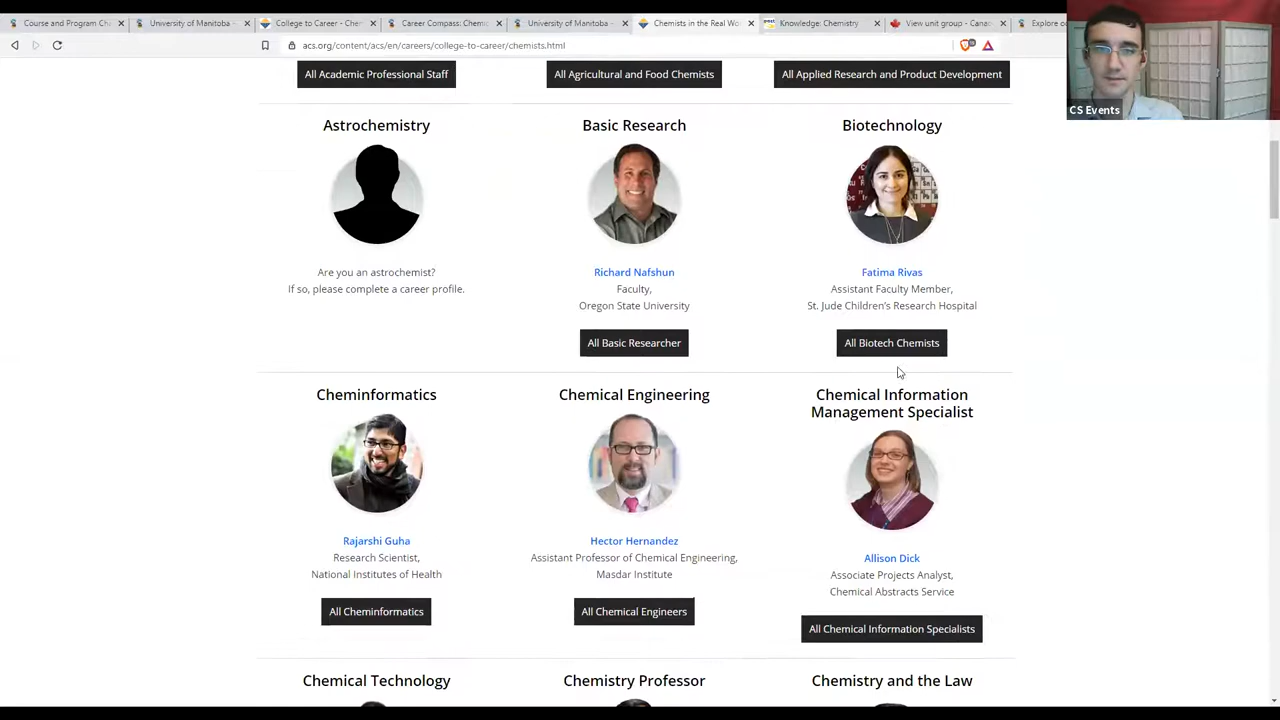 Course and Program Ch
University of Manitoba -
College to Career - Chem
Career Compass: Chemi
University of Manitoba -
Chemists in the Real Wo
Knowledge: Chemistry
View unit group - Canad
Explore o
acs.org/content/acs/en/careers/college-to-career/chemists.html
CS Events
All Academic Professional Staff
All Agricultural and Food Chemists
All Applied Research and Product Development
Astrochemistry
Are you an astrochemist?
If so, please complete a career profile.
Basic Research
Richard Nafshun
Faculty,
Oregon State University
All Basic Researcher
Biotechnology
Fatima Rivas
Assistant Faculty Member,
St. Jude Children's Research Hospital
All Biotech Chemists
Cheminformatics
Rajarshi Guha
Research Scientist,
National Institutes of Health
All Cheminformatics
Chemical Engineering
Hector Hernandez
Assistant Professor of Chemical Engineering,
Masdar Institute
All Chemical Engineers
Chemical Information
Management Specialist
Allison Dick
Associate Projects Analyst,
Chemical Abstracts Service
All Chemical Information Specialists
Chemical Technology
Chemistry Professor
Chemistry and the Law